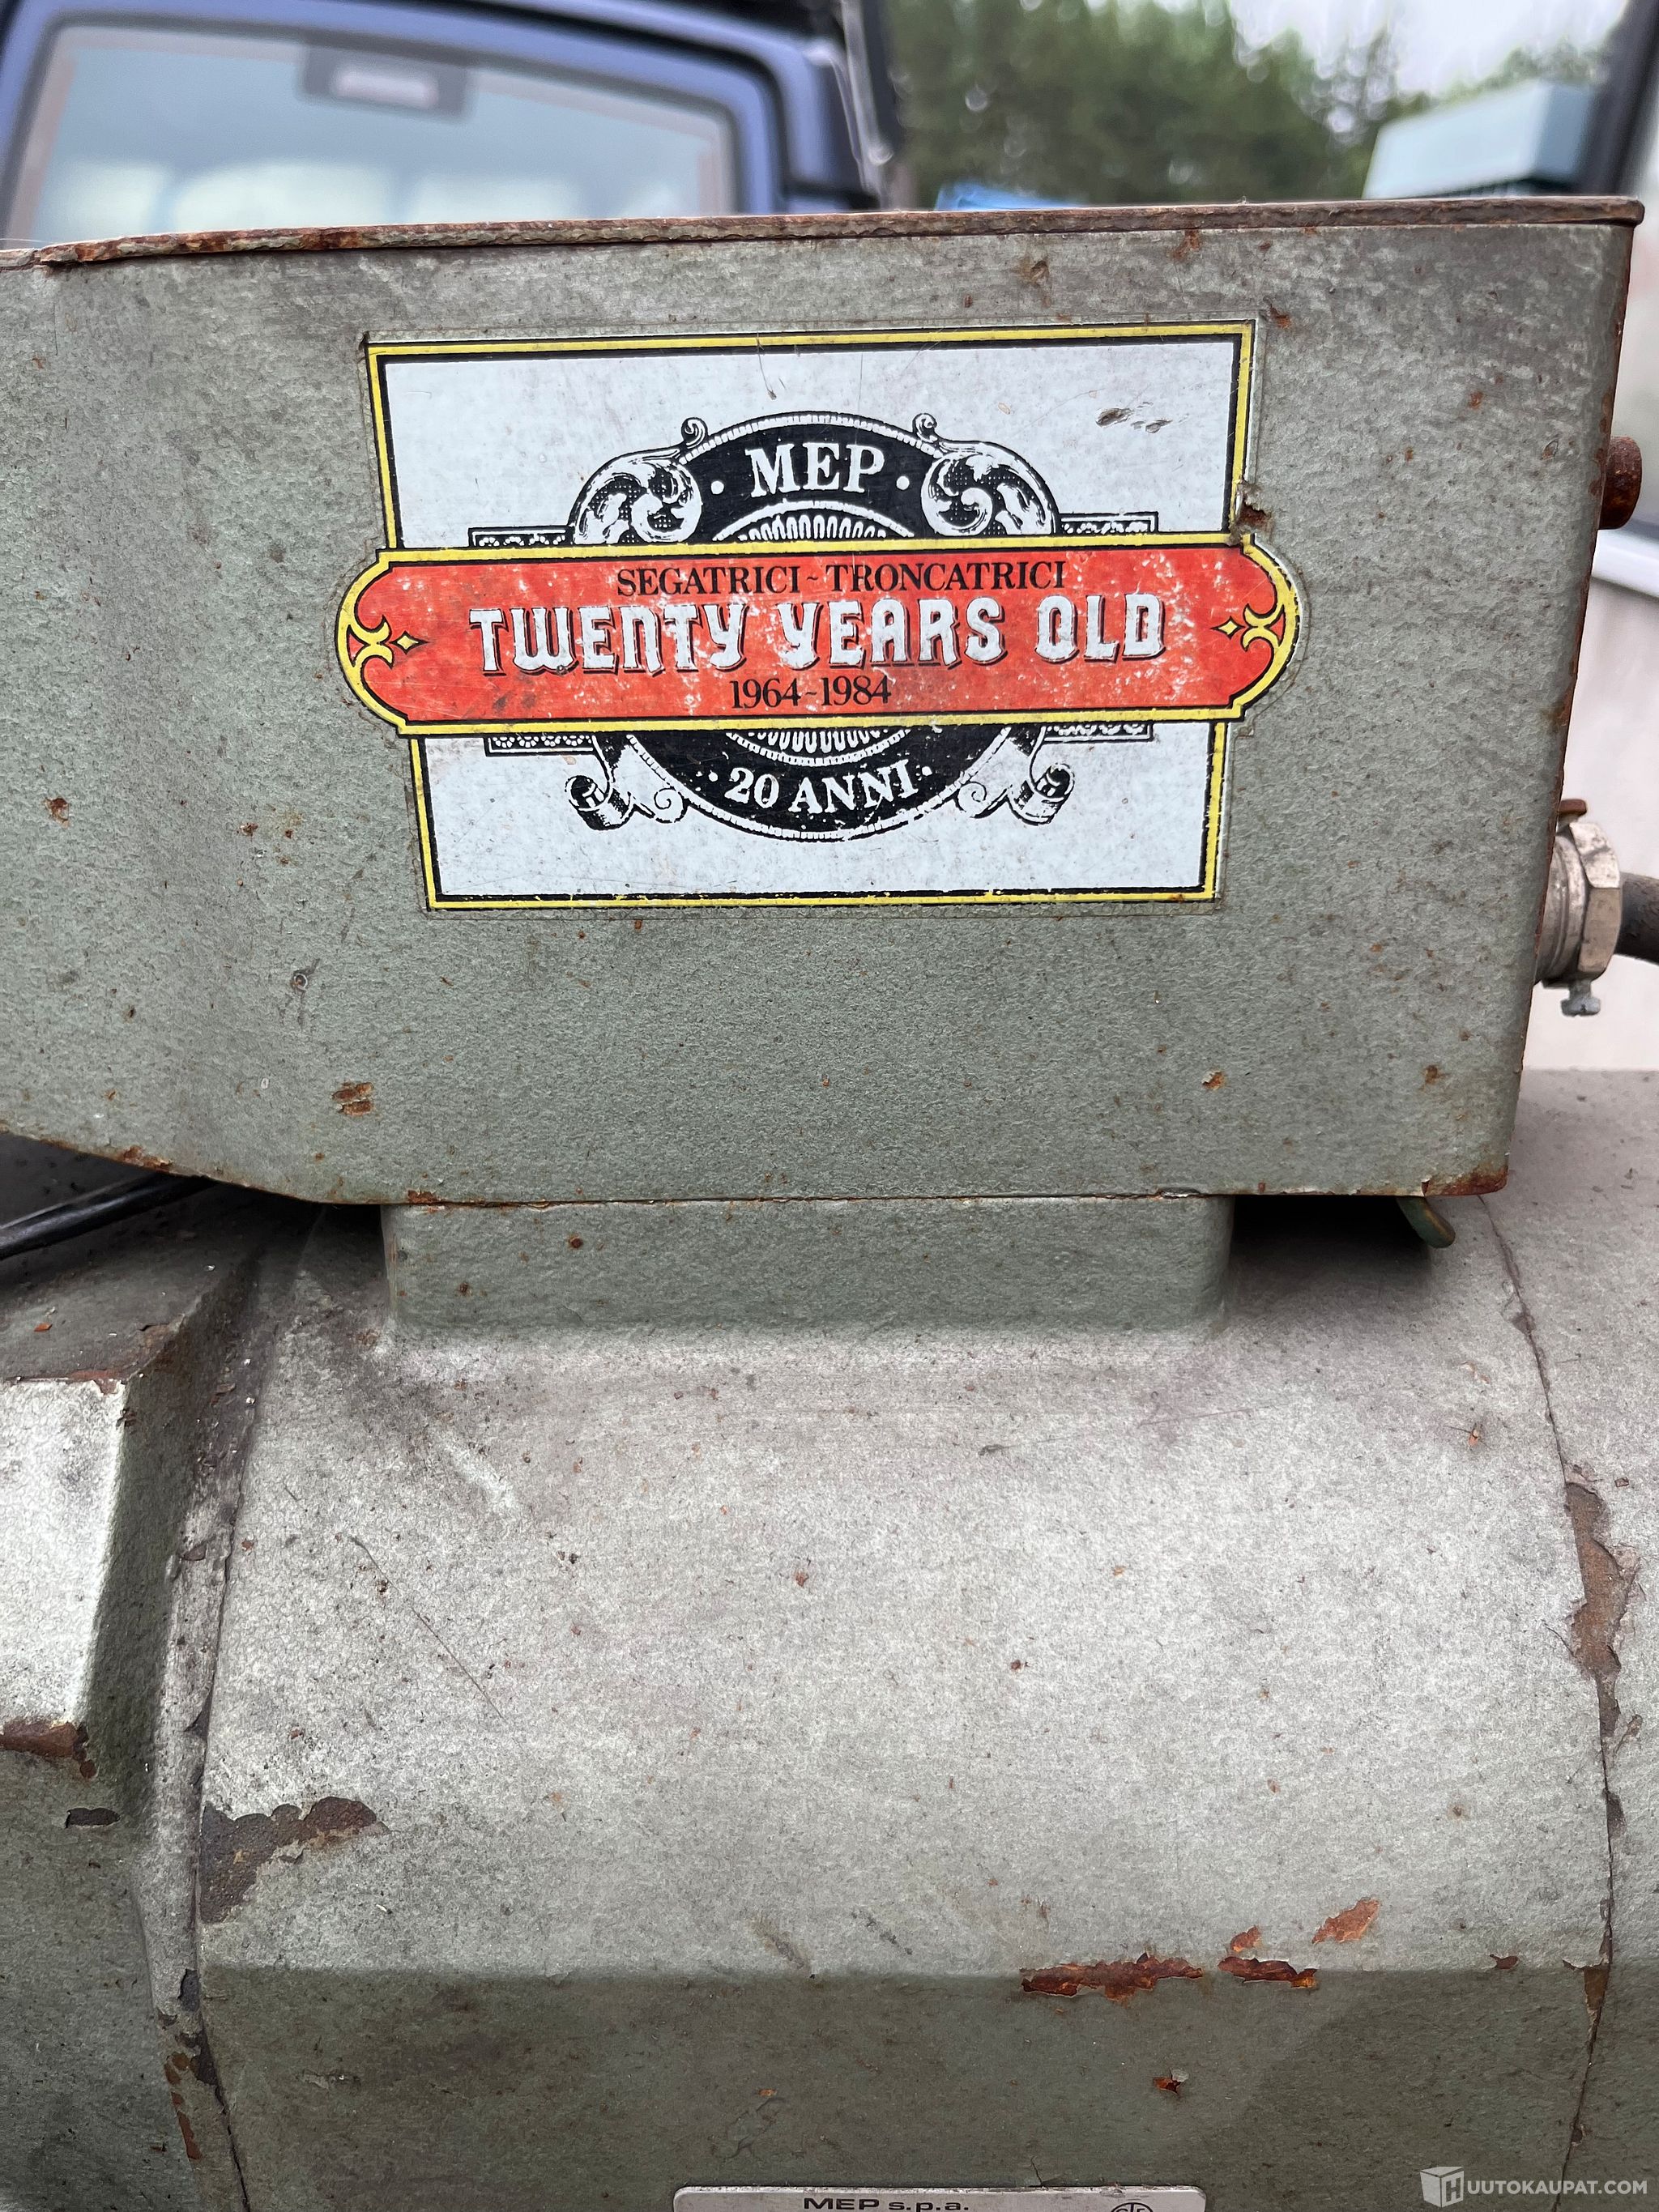 MEP
SEGATRICI ~ TRONCATRICI
TWENTY YEARS OLD
1964~1984
20 ANNI
MEP s.p.a.
HUUTOKAUPAT.COM